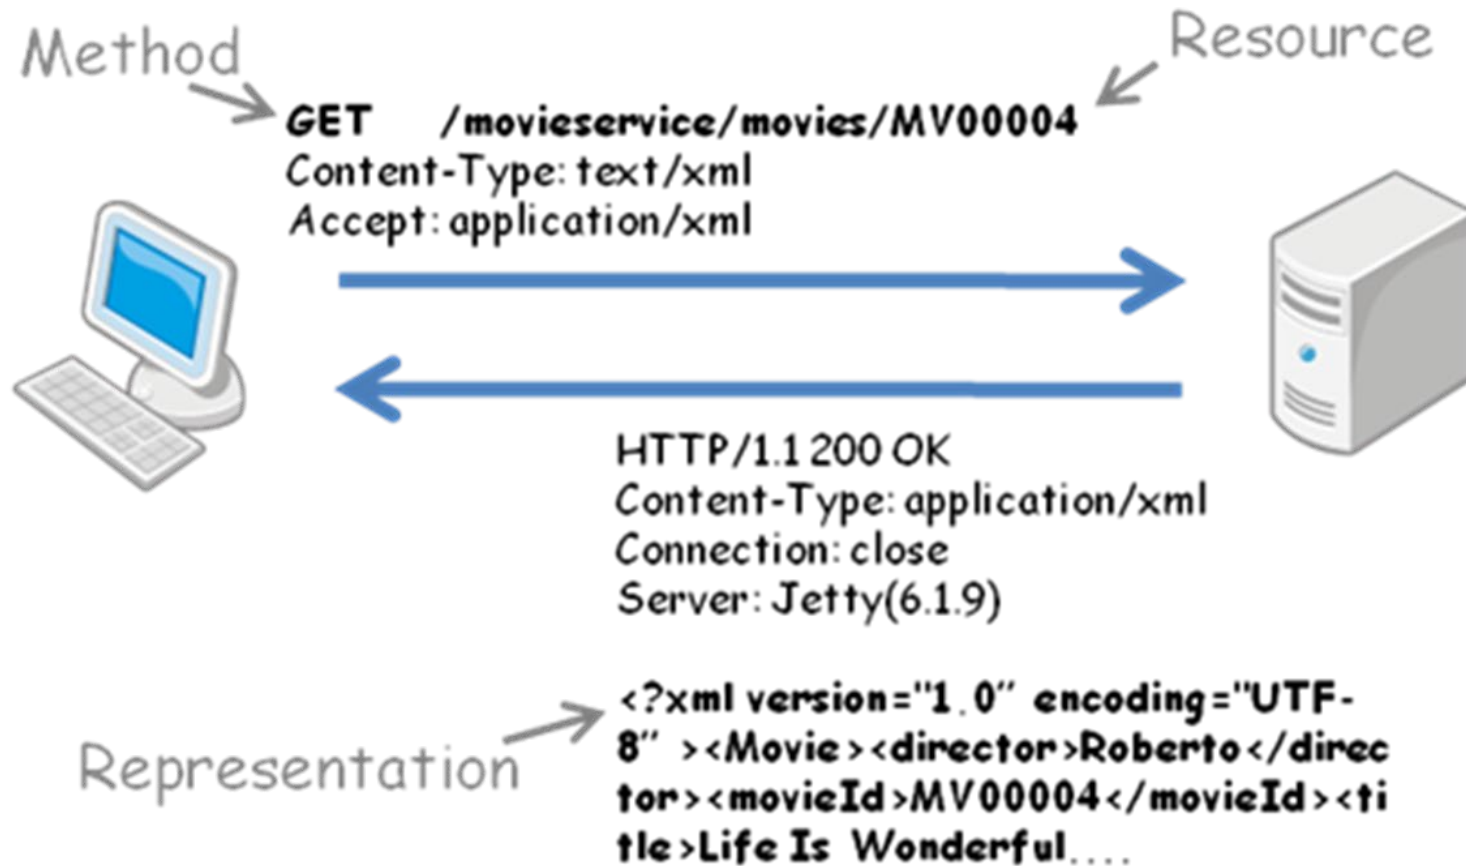 Method
Resource
GET /movieservice/movies/MV00004
Content-Type: text/xml
Accept: application/xml
HTTP/1.1 200 OK
Content-Type: application/xml
Connection: close
Server: Jetty(6.1.9)
Representation
<?xml version="1.0" encoding="UTF-
8" ><Movie><director>Roberto</direc
tor><movieId>MV00004</movieId><ti
tle>Life Is Wonderful....